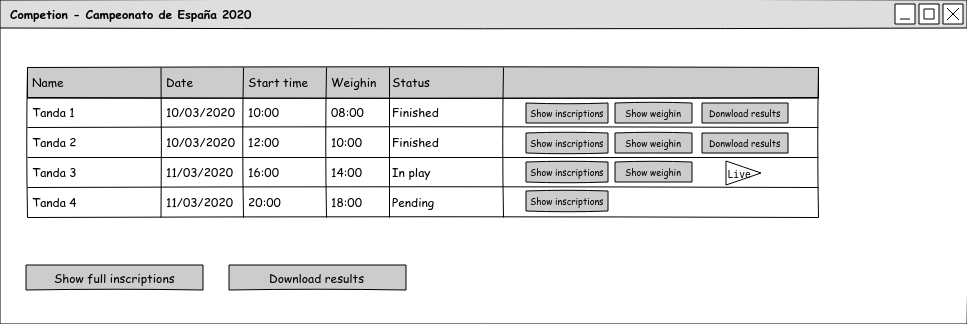 Competion - Campeonato de España 2020
Name Date Start time Weighin Status
Tanda 1 10/03/2020 10:00 08:00 Finished Show inscriptions Show weighin Donwload results
Tanda 2 10/03/2020 12:00 10:00 Finished Show inscriptions Show weighin Donwload results
Tanda 3 11/03/2020 16:00 14:00 In play Show inscriptions Show weighin Live
Tanda 4 11/03/2020 20:00 18:00 Pending Show inscriptions
Show full inscriptions Download results